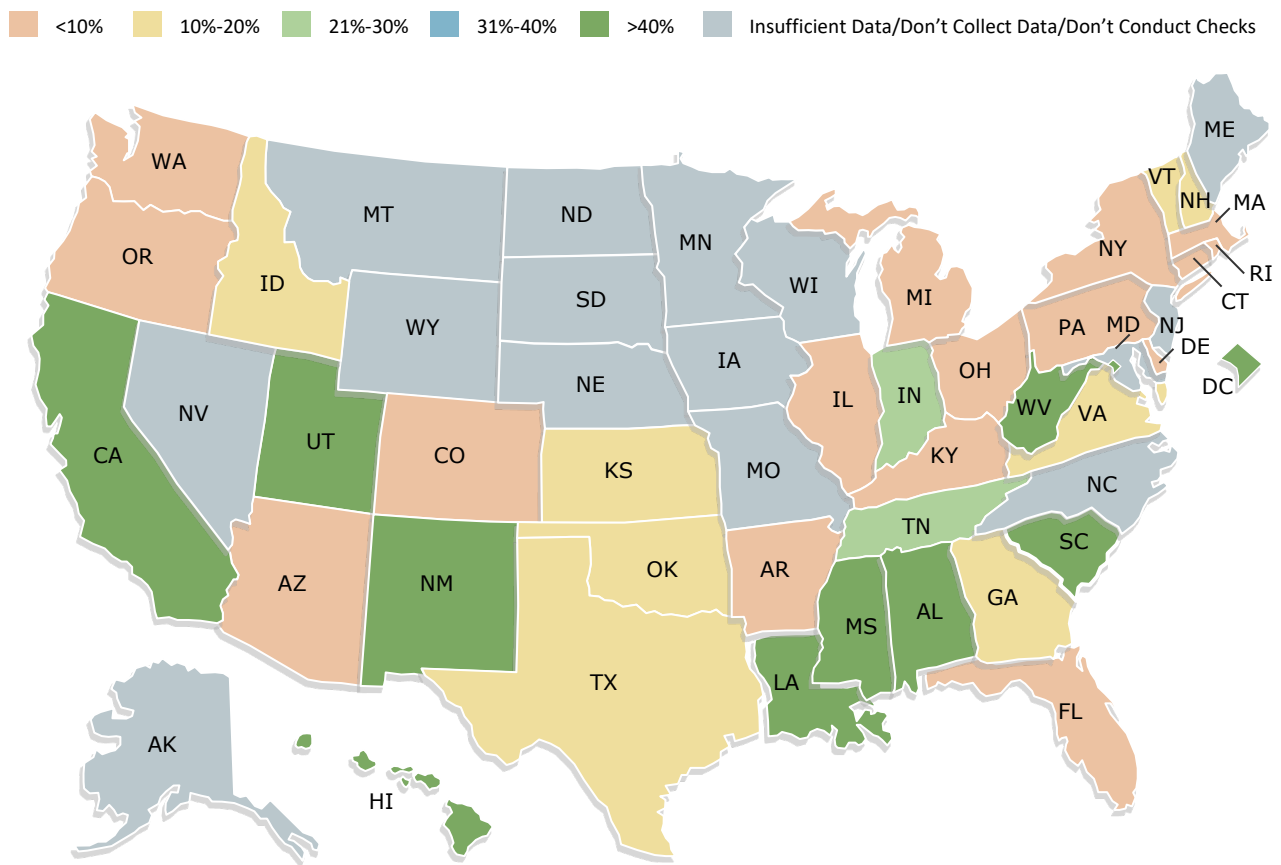 <10% 10%-20% 21%-30% 31%-40% >40% Insufficient Data/Don’t Collect Data/Don’t Conduct Checks
ME
WA
VT
NH
MA
MT
ND
MN
NY
OR
RI
ID
WI
SD
MI
CT
WY
PA
MD
NJ
DE
IA
OH
NE
DC
NV
IL
IN
WV
UT
VA
CA
CO
KY
KS
MO
NC
TN
SC
AZ
NM
OK
AR
GA
AL
MS
TX
LA
FL
AK
HI